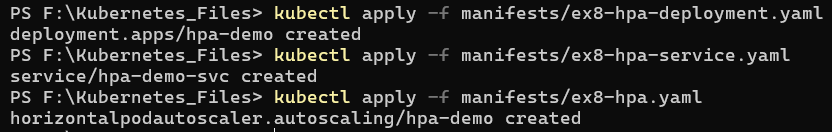 PS F:\Kubernetes_Files> kubectl apply -f manifests/ex8-hpa-deployment.yaml
deployment.apps/hpa-demo created
PS F:\Kubernetes_Files> kubectl apply -f manifests/ex8-hpa-service.yaml
service/hpa-demo-svc created
PS F:\Kubernetes_Files> kubectl apply -f manifests/ex8-hpa.yaml
horizontalpodautoscaler.autoscaling/hpa-demo created